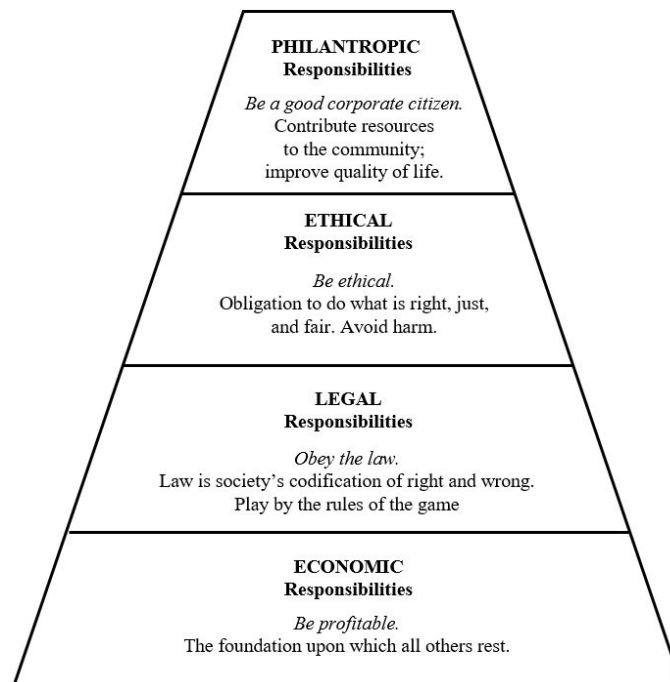 PHILANTROPIC
Responsibilities
Be a good corporate citizen.
Contribute resources
to the community;
improve quality of life.
ETHICAL
Responsibilities
Be ethical.
Obligation to do what is right, just,
and fair. Avoid harm.
LEGAL
Responsibilities
Obey the law.
Law is society’s codification of right and wrong.
Play by the rules of the game
ECONOMIC
Responsibilities
Be profitable.
The foundation upon which all others rest.